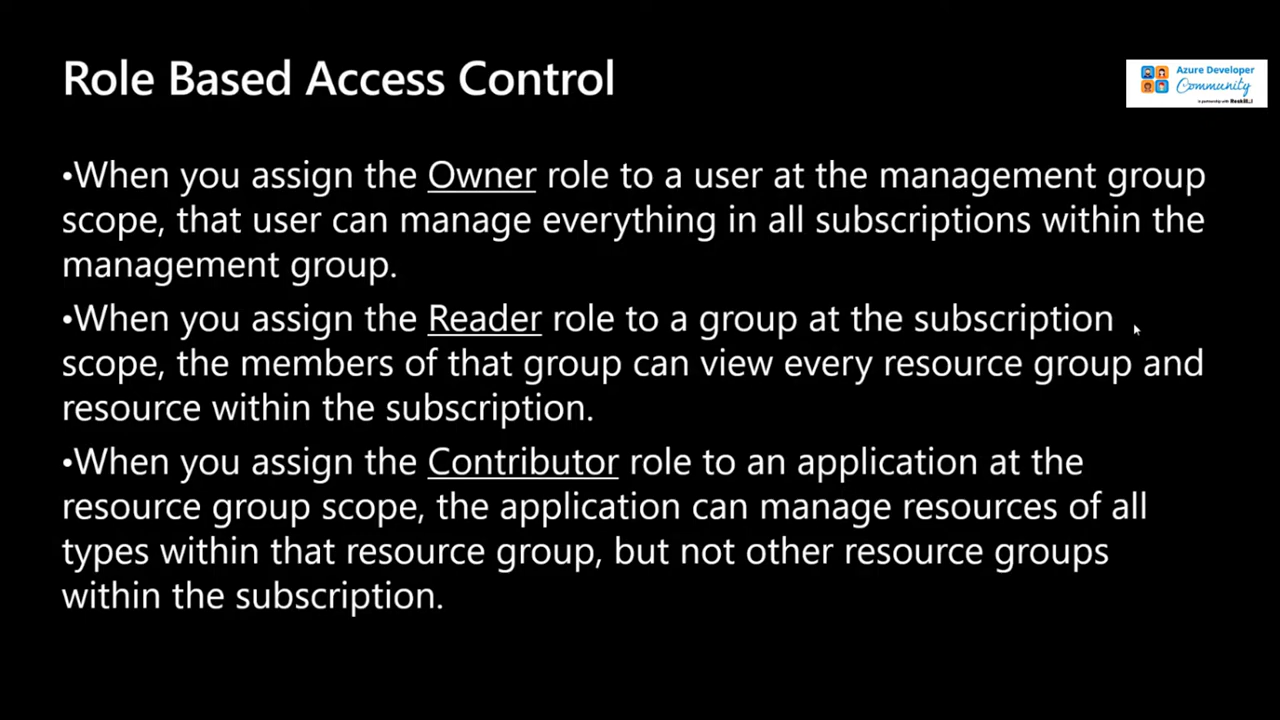 Role Based Access Control
Azure Developer
Community
in partnership with Reskilll
•When you assign the Owner role to a user at the management group
scope, that user can manage everything in all subscriptions within the
management group.
•When you assign the Reader role to a group at the subscription
scope, the members of that group can view every resource group and
resource within the subscription.
•When you assign the Contributor role to an application at the
resource group scope, the application can manage resources of all
types within that resource group, but not other resource groups
within the subscription.